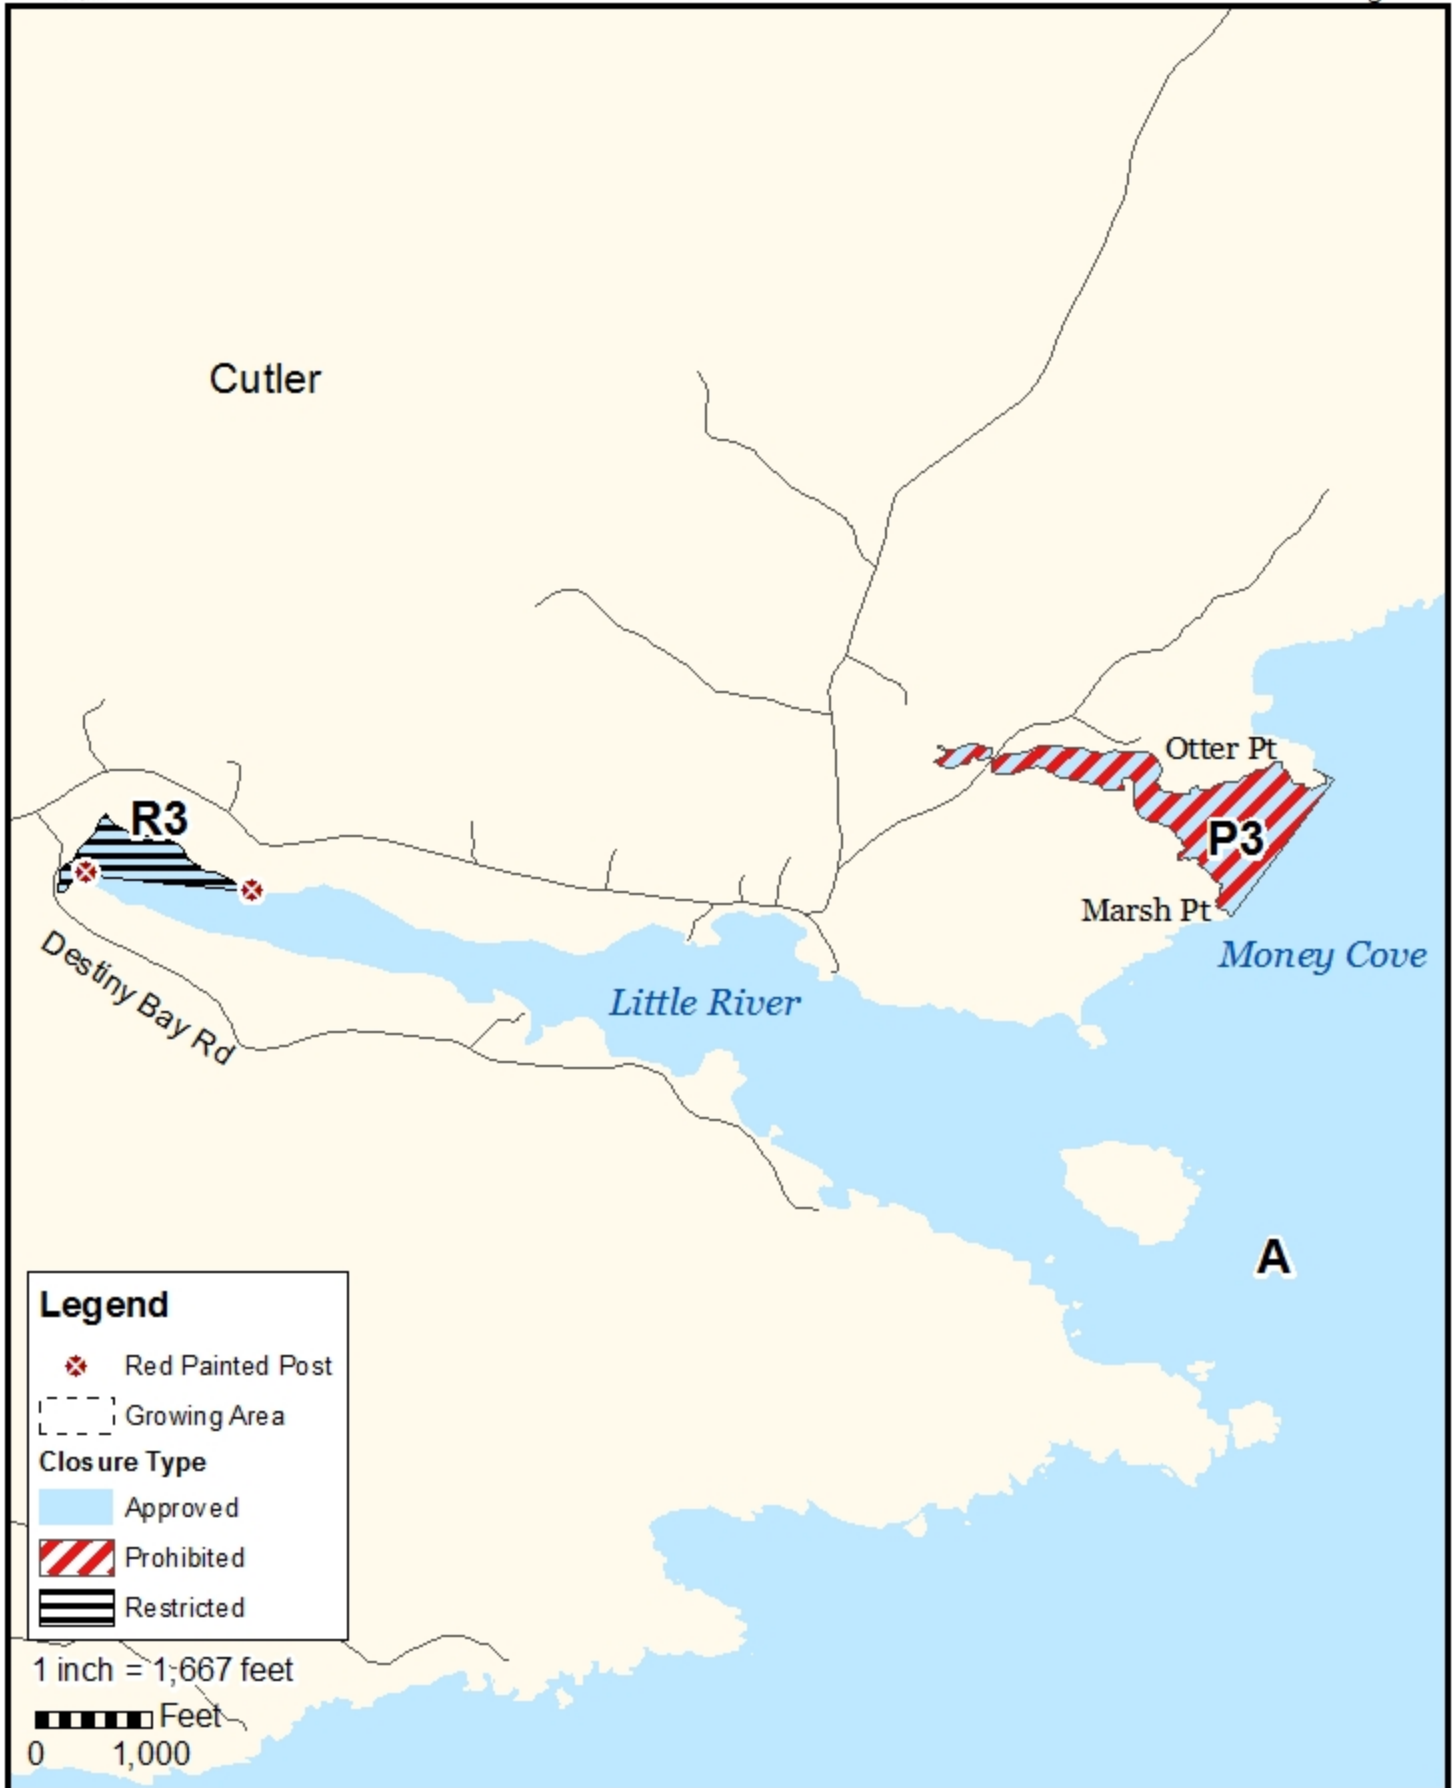 Cutler
Otter Pt
R3
P3
Marsh Pt
Money Cove
Destiny Bay Rd
Little River
A
Legend
Red Painted Post
Growing Area
Closure Type
Approved
Prohibited
Restricted
1 inch = 1,667 feet
Feet
0 1,000